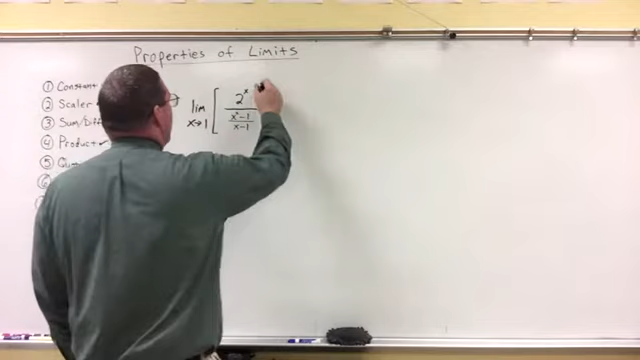 Properties of Limits
① Constant
② Scaler
③ Sum/Diff
④ Product
⑤
⑥
lim x→1 [ 2^x
x²-1
x-1